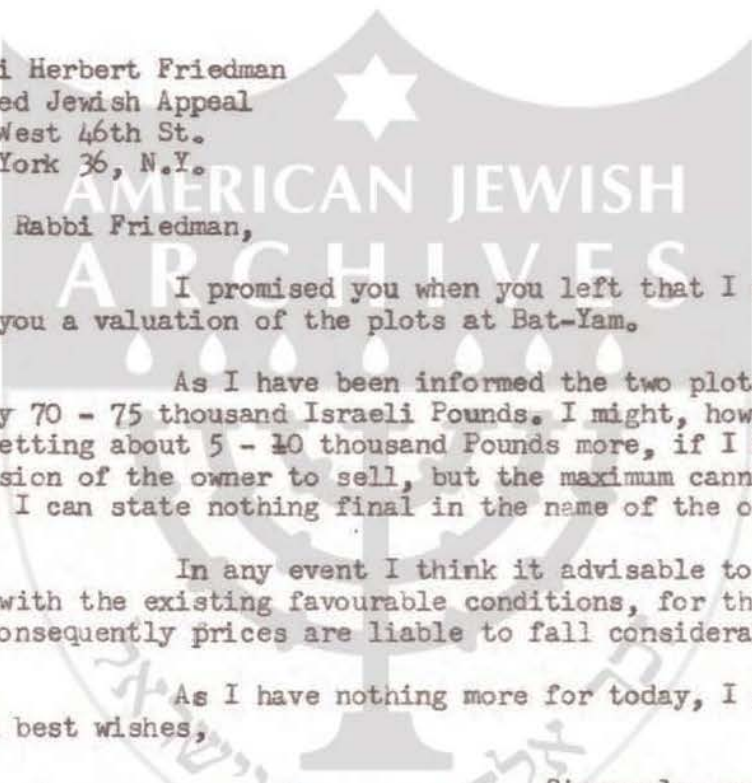 i Herbert Friedman
ed Jewish Appeal
West 46th St.
York 36, N.Y.
AMERICAN JEWISH
Rabbi Friedman,
ARCHIVES
I promised you when you left that I
you a valuation of the plots at Bat-Yam.
As I have been informed the two plot
y 70 - 75 thousand Israeli Pounds. I might, how
etting about 5 - 10 thousand Pounds more, if I
sion of the owner to sell, but the maximum cann
I can state nothing final in the name of the o
In any event I think it advisable to
with the existing favourable conditions, for th
onsequently prices are liable to fall considera
As I have nothing more for today, I
best wishes,